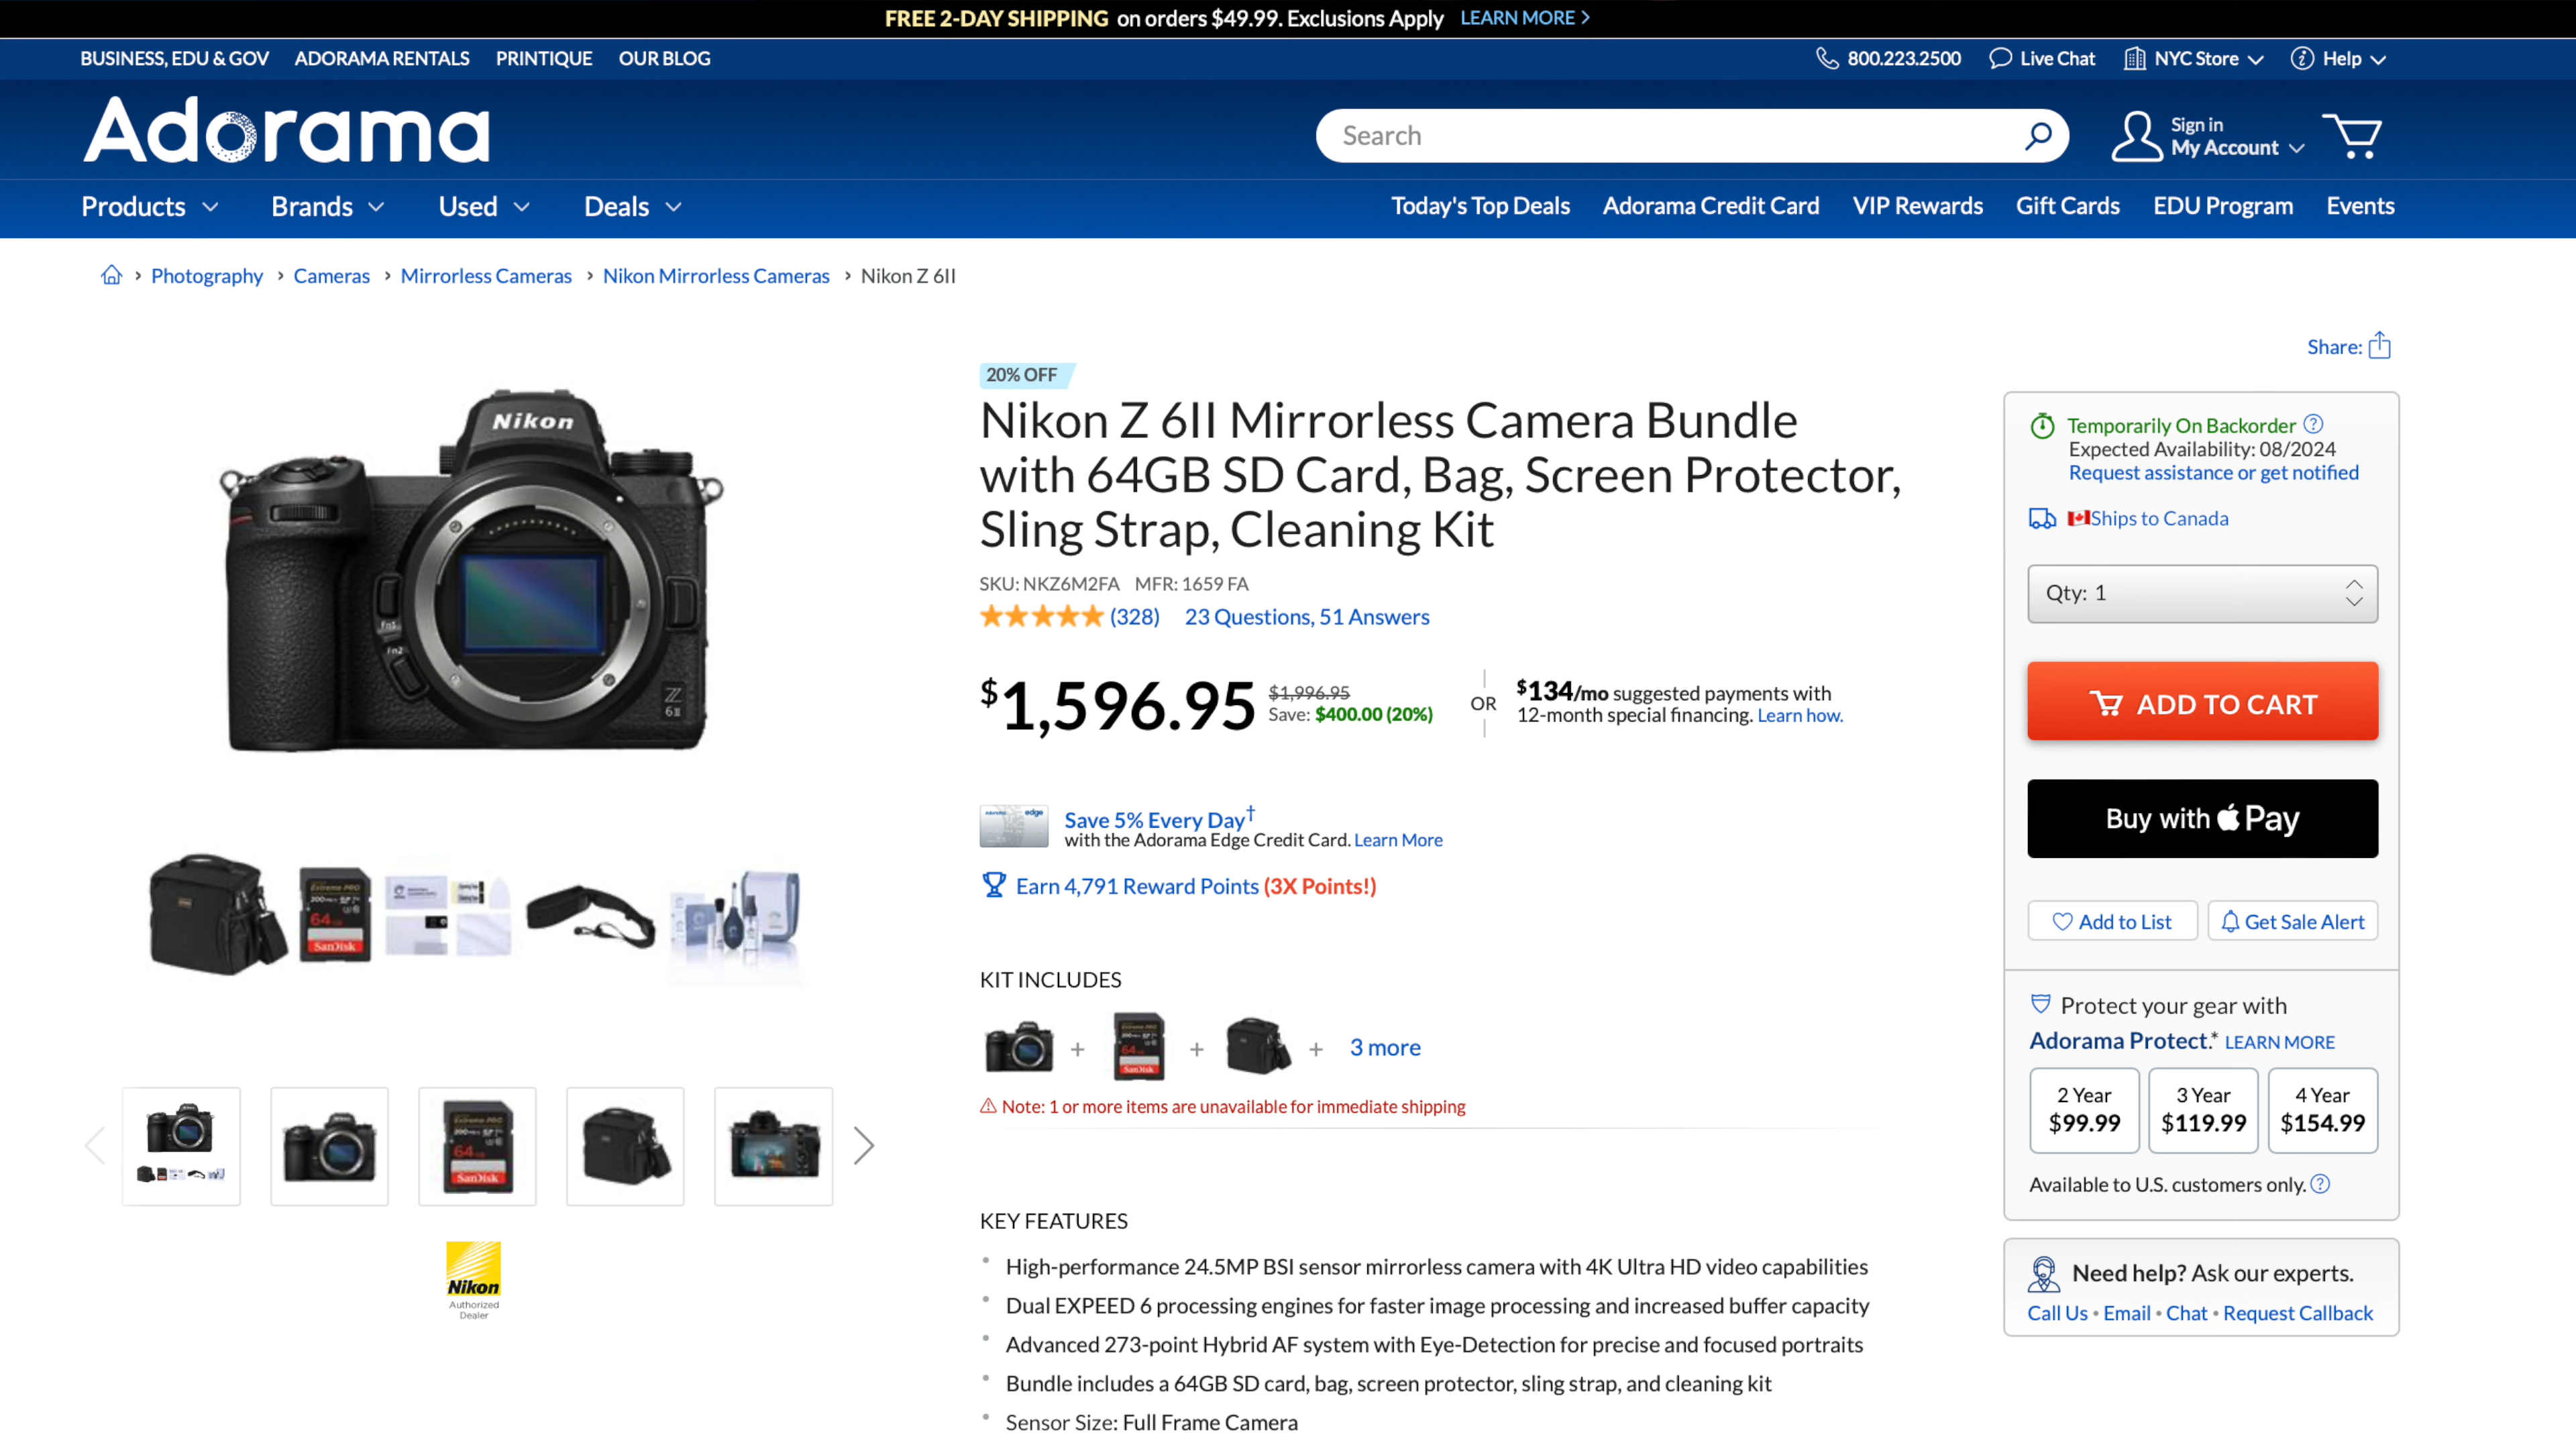 FREE 2-DAY SHIPPING on orders $49.99. Exclusions Apply LEARN MORE >
BUSINESS, EDU & GOV ADORAMA RENTALS PRINTIQUE OUR BLOG
800.223.2500 Live Chat NYC Store Help
Adorama
Search
Sign in
My Account
Products Brands Used Deals
Today's Top Deals Adorama Credit Card VIP Rewards Gift Cards EDU Program Events
Photography > Cameras > Mirrorless Cameras > Nikon Mirrorless Cameras > Nikon Z 6II
Share:
Nikon
Fn1
Fn2
Z
6II
Extreme PRO
64
SanDisk
Nikon
Authorized
Dealer
20% OFF
Nikon Z 6II Mirrorless Camera Bundle
with 64GB SD Card, Bag, Screen Protector,
Sling Strap, Cleaning Kit
SKU: NKZ6M2FA MFR: 1659 FA
(328) 23 Questions, 51 Answers
$1,596.95 $1,996.95
Save: $400.00 (20%)
OR
$134/mo suggested payments with
12-month special financing. Learn how.
edge
Save 5% Every Day†
with the Adorama Edge Credit Card. Learn More
Earn 4,791 Reward Points (3X Points!)
KIT INCLUDES
+ + + 3 more
Note: 1 or more items are unavailable for immediate shipping
KEY FEATURES
• High-performance 24.5MP BSI sensor mirrorless camera with 4K Ultra HD video capabilities
• Dual EXPEED 6 processing engines for faster image processing and increased buffer capacity
• Advanced 273-point Hybrid AF system with Eye-Detection for precise and focused portraits
• Bundle includes a 64GB SD card, bag, screen protector, sling strap, and cleaning kit
• Sensor Size: Full Frame Camera
Temporarily On Backorder ?
Expected Availability: 08/2024
Request assistance or get notified
Ships to Canada
Qty: 1
ADD TO CART
Buy with Pay
Add to List Get Sale Alert
Protect your gear with
Adorama Protect.* LEARN MORE
2 Year 3 Year 4 Year
$99.99 $119.99 $154.99
Available to U.S. customers only. ?
Need help? Ask our experts.
Call Us • Email • Chat • Request Callback